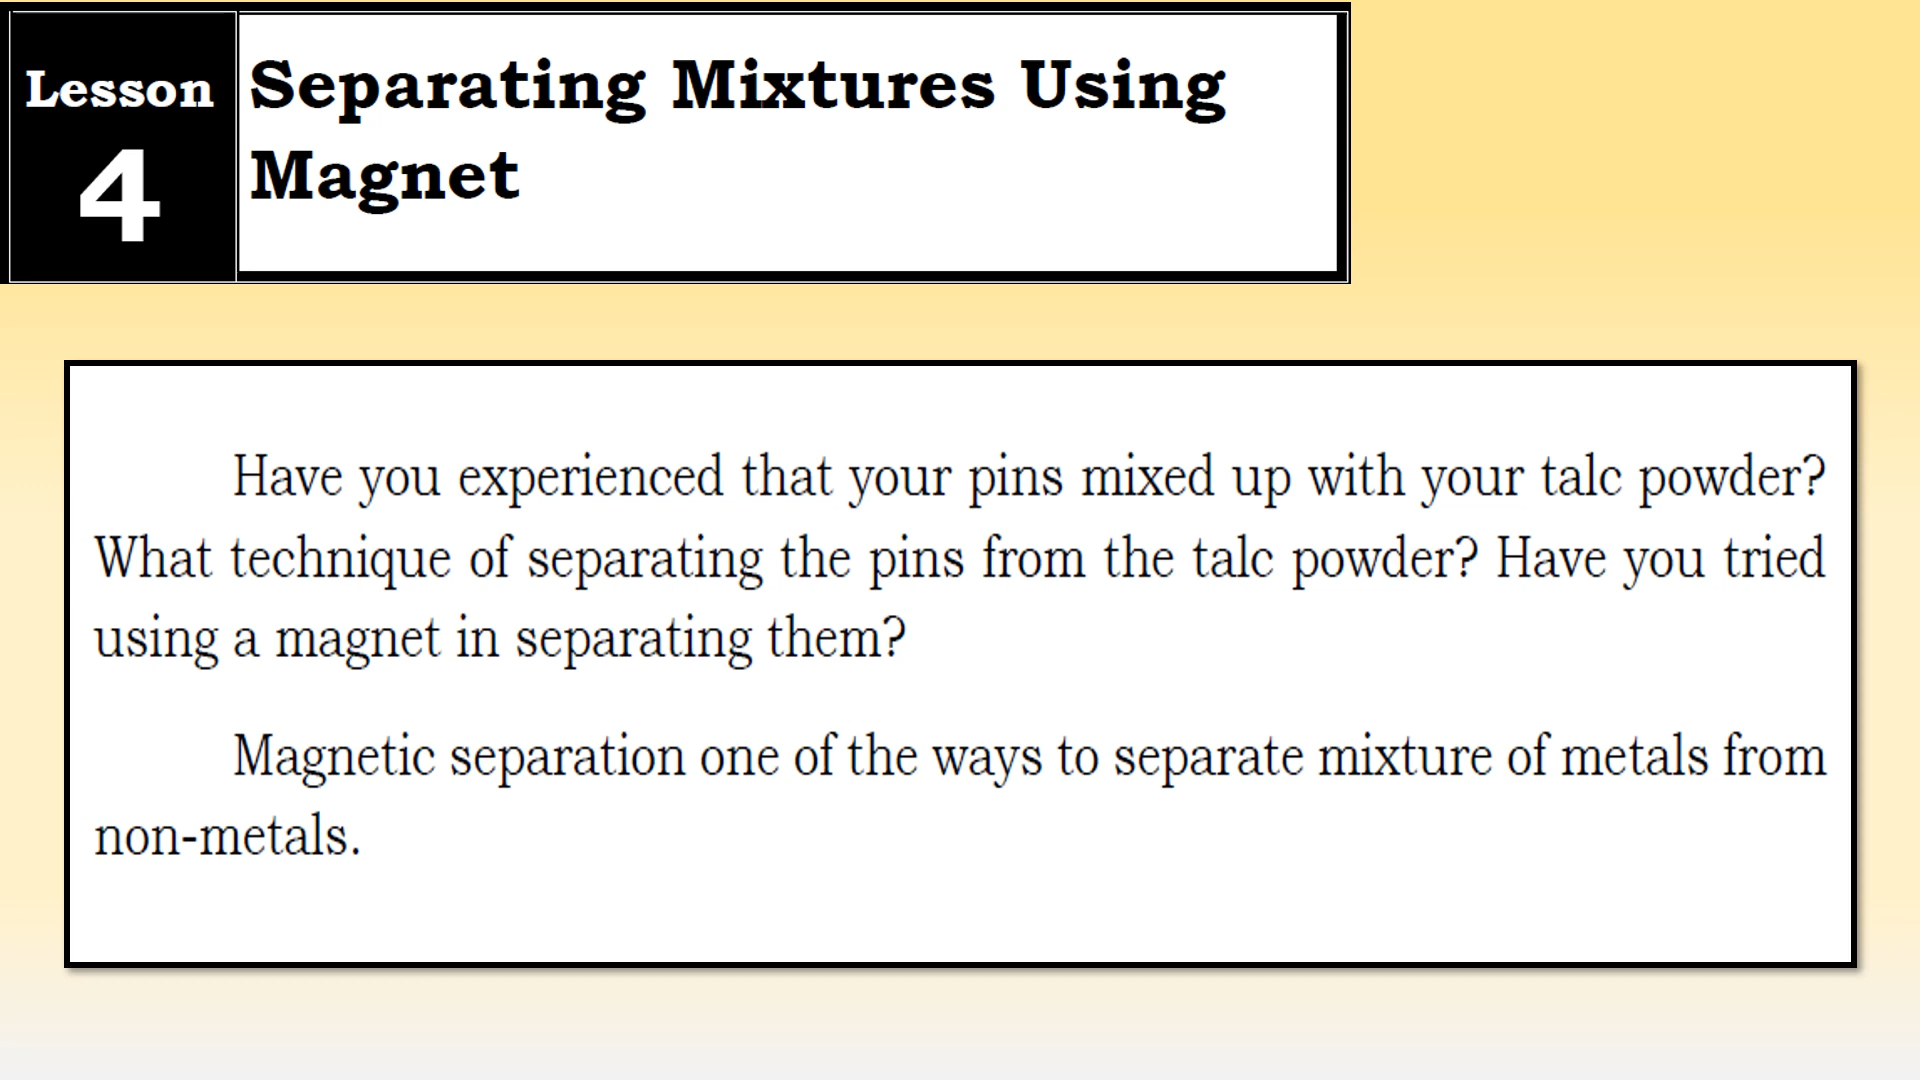 Lesson
4
Separating Mixtures Using
Magnet
Have you experienced that your pins mixed up with your talc powder?
What technique of separating the pins from the talc powder? Have you tried
using a magnet in separating them?
Magnetic separation one of the ways to separate mixture of metals from
non-metals.